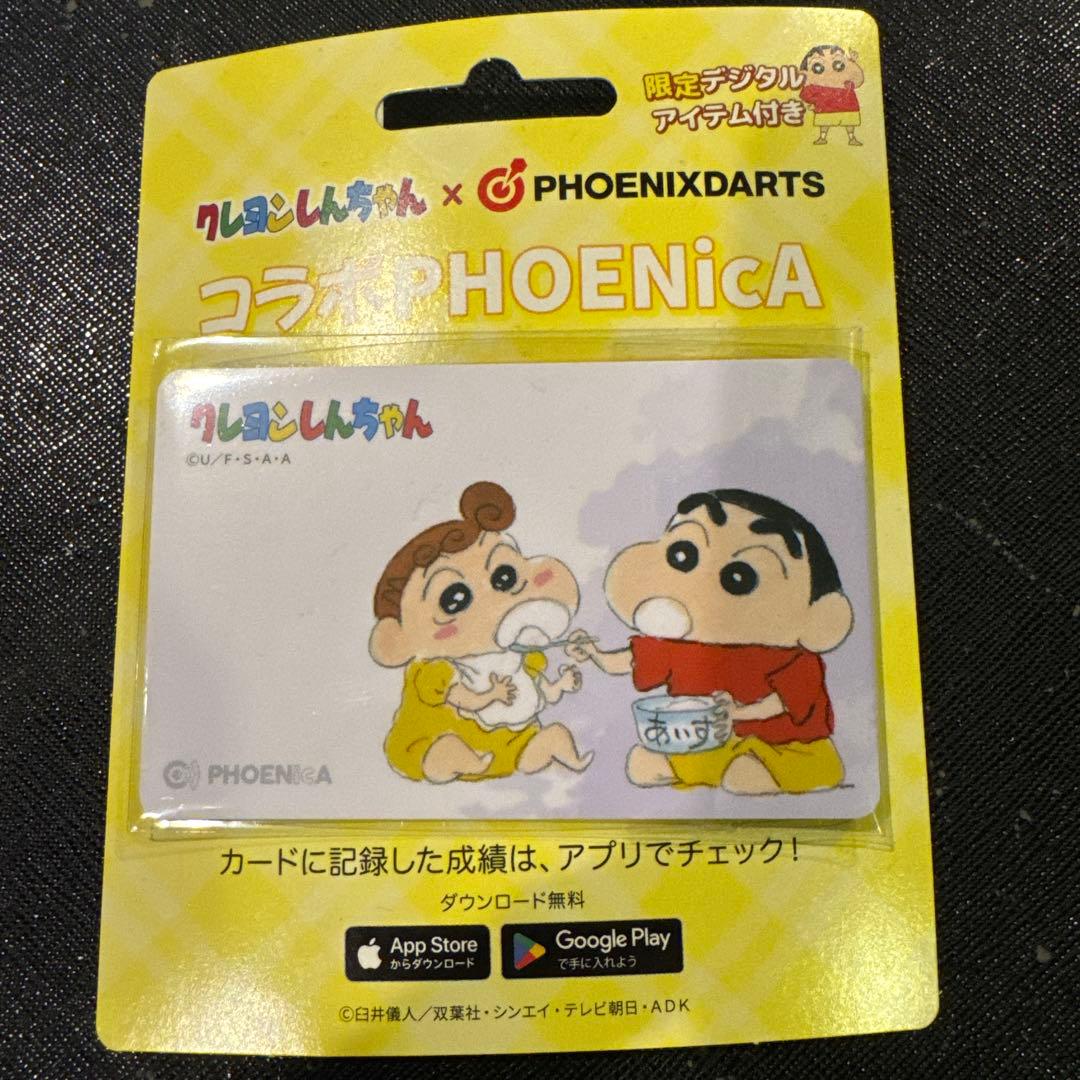 限定デジタル
アイテム付き
クレヨンしんちゃん × PHOENIXDARTS
コラボPHOENicA
クレヨンしんちゃん
©U/F・S・A・A
あいす
PHOENicA
カードに記録した成績は、アプリでチェック!
ダウンロード無料
App Store
からダウンロード
Google Play
で手に入れよう
©臼井儀人/双葉社・シンエイ・テレビ朝日・ADK